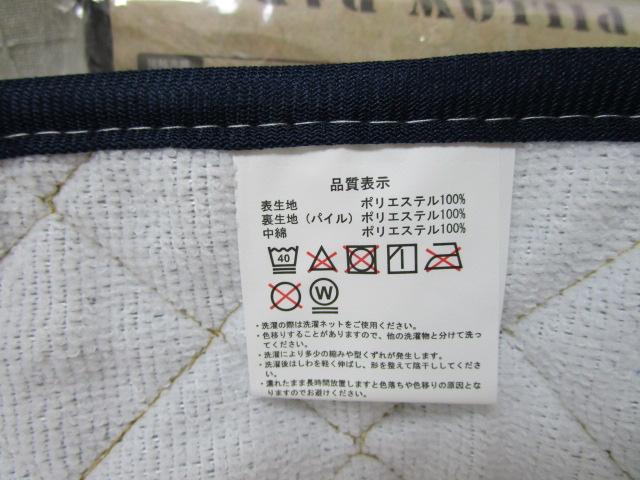 PILLOW PAD
品質表示
表生地 ポリエステル100%
裏生地（パイル）ポリエステル100%
中綿 ポリエステル100%
40
W
・洗濯の際は洗濯ネットをご使用ください。
・色移りすることがありますので、他の洗濯物と分けて洗っ
てください。
・洗濯により多少の縮みや型くずれが発生します。
・洗濯後はしわを軽く伸ばし、形を整えて陰干ししてください。
・濡れたまま長時間放置しますと色落ちや色移りの原因とな
りますのでお避けください。